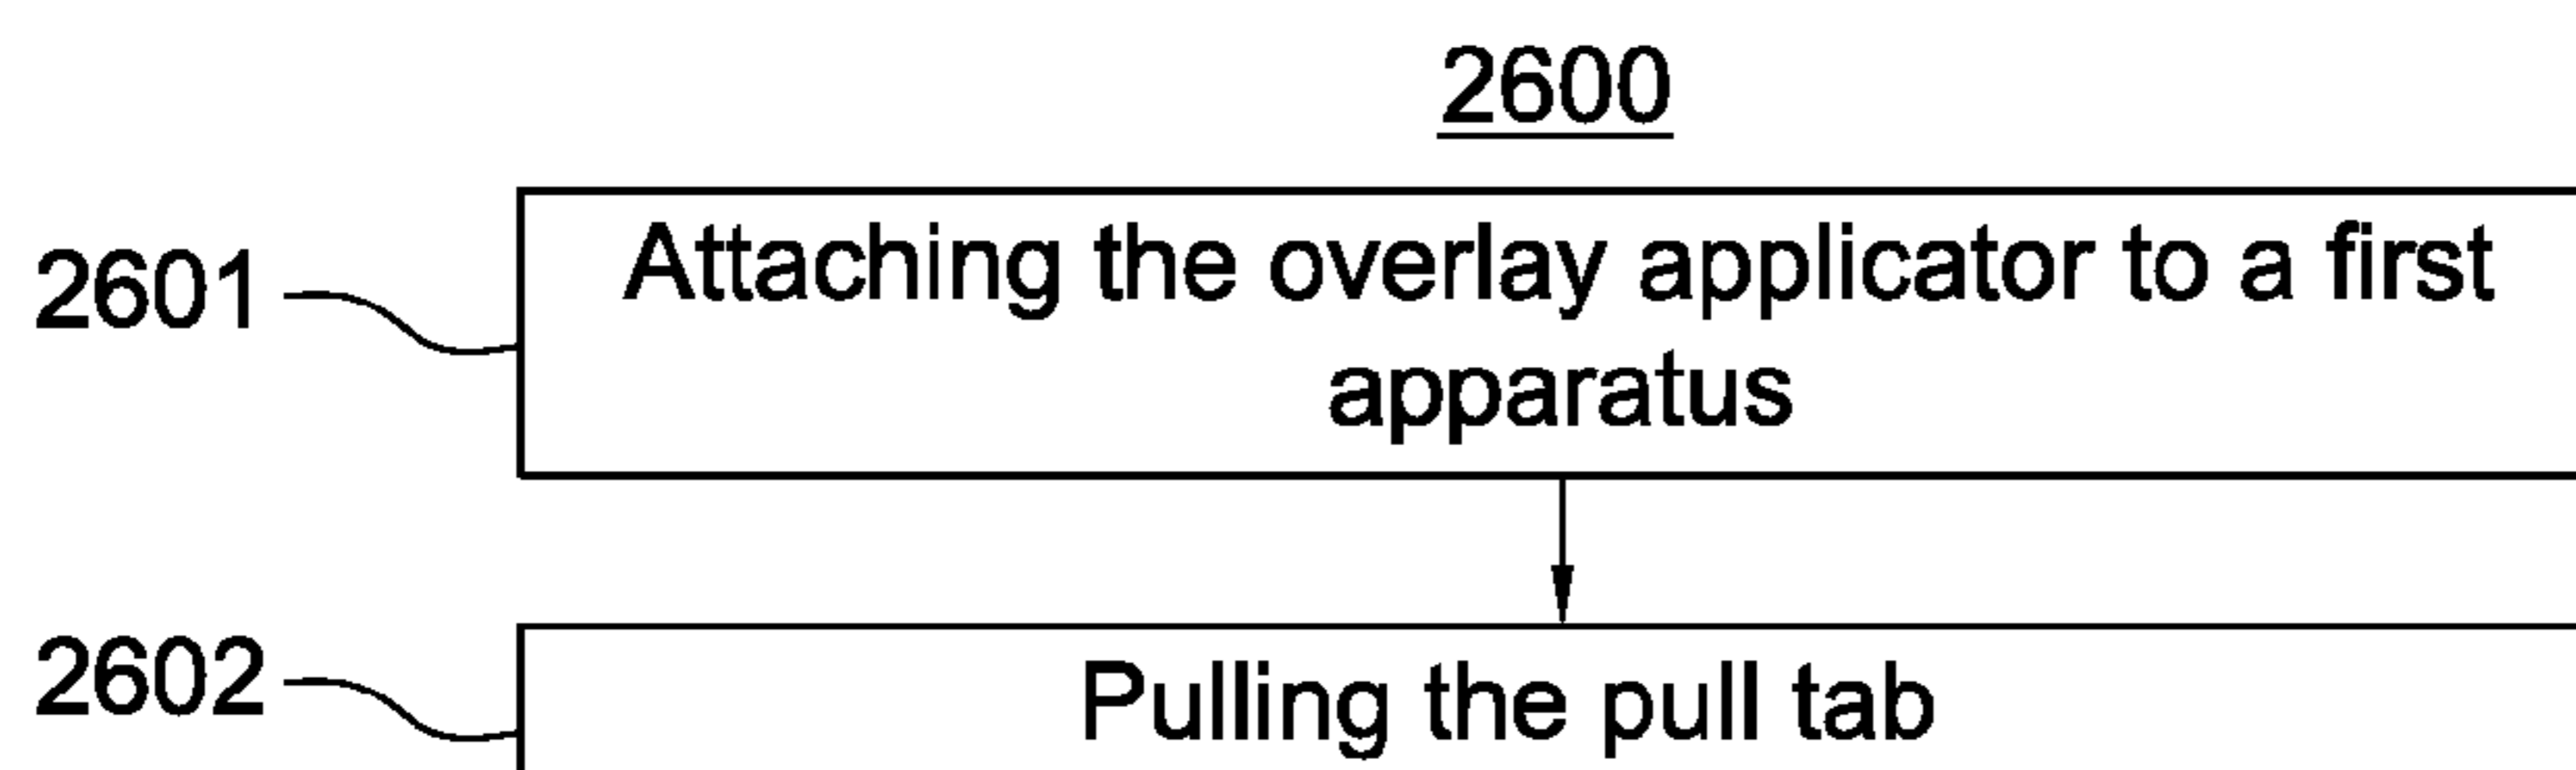 2600
2601
Attaching the overlay applicator to a first
apparatus
2602
Pulling the pull tab